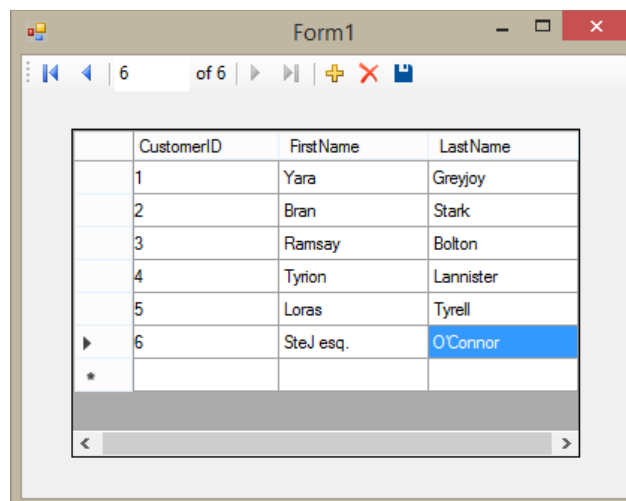 Form1
6 of 6
CustomerID FirstName LastName
1 Yara Greyjoy
2 Bran Stark
3 Ramsay Bolton
4 Tyrion Lannister
5 Loras Tyrell
6 SteJ esq. O'Connor